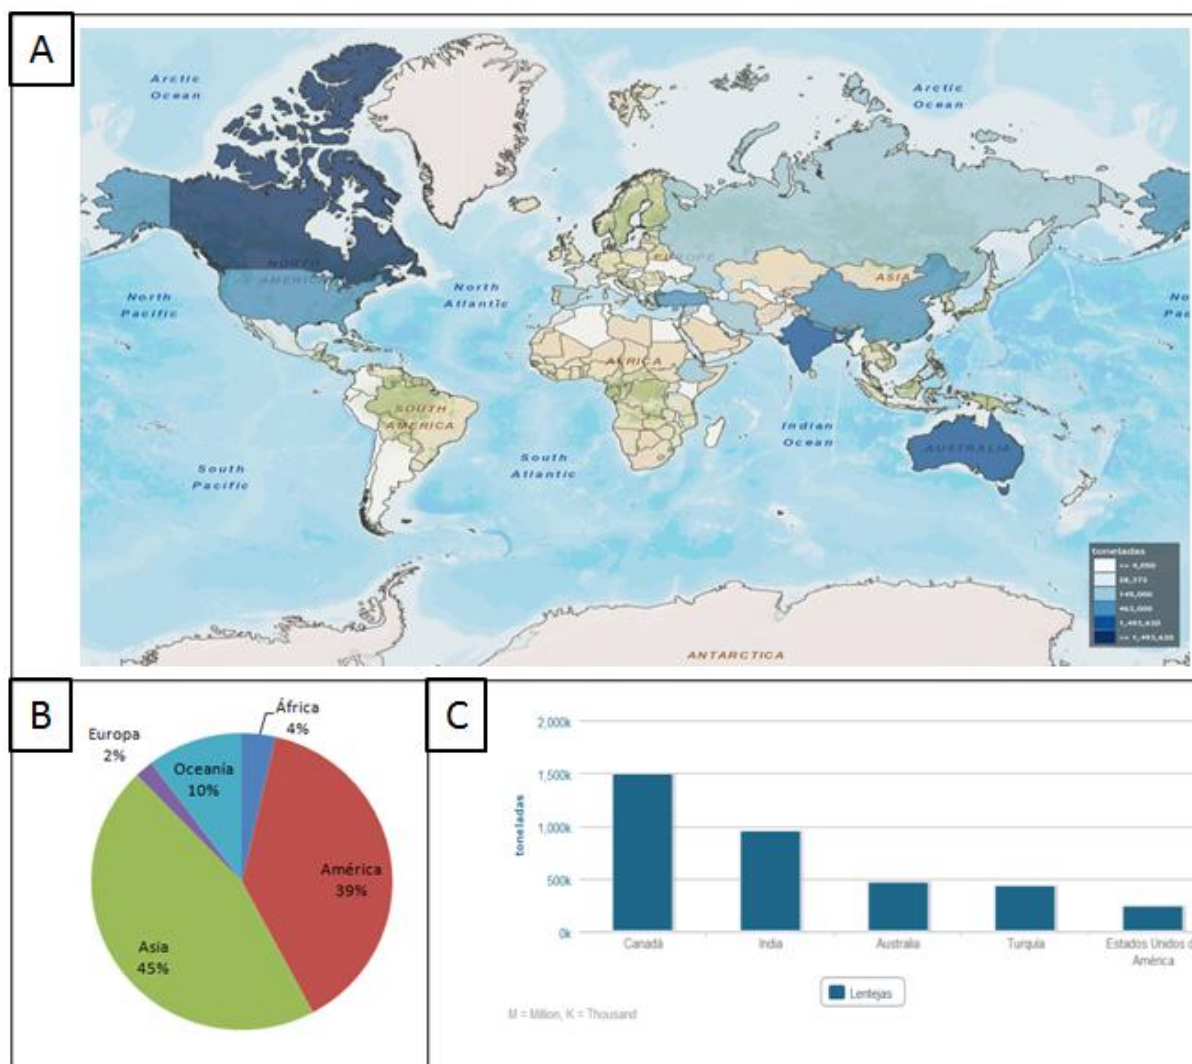 A
Arctic
Ocean
Arctic
Ocean
NORTH
AMERICA
EUROPE
ASIA
North
Pacific
North
Atlantic
No
Pac
AFRICA
SOUTH
AMERICA
Indian
Ocean
AUSTRALIA
South
Pacific
South
Atlantic
toneladas
ANTARCTICA
B
África
4%
Europa
2%
Oceanía
10%
América
39%
Asia
45%
C
2,000k
1,500k
1,000k
500k
0k
toneladas
Canadá
India
Australia
Turquía
Estados Unidos d
América
Lentejas
M = Million, K = Thousand